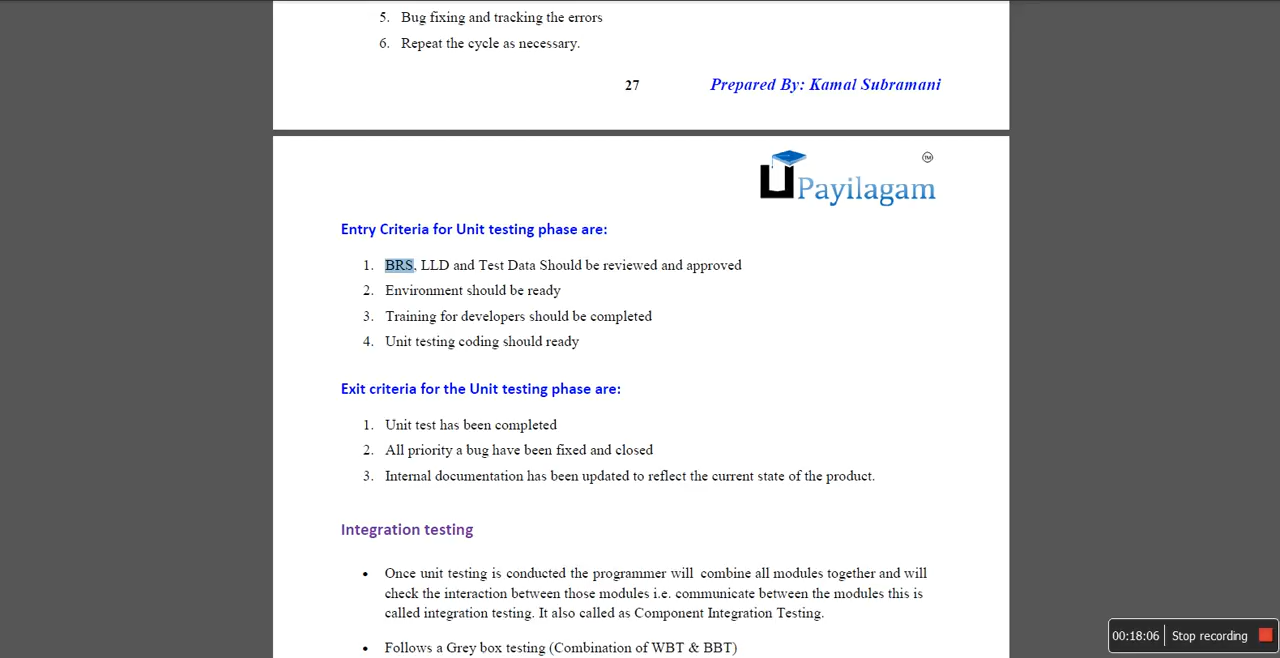 5. Bug fixing and tracking the errors
6. Repeat the cycle as necessary.
27 Prepared By: Kamal Subramani
TM
Payilagam
Entry Criteria for Unit testing phase are:
1. BRS, LLD and Test Data Should be reviewed and approved
2. Environment should be ready
3. Training for developers should be completed
4. Unit testing coding should ready
Exit criteria for the Unit testing phase are:
1. Unit test has been completed
2. All priority a bug have been fixed and closed
3. Internal documentation has been updated to reflect the current state of the product.
Integration testing
• Once unit testing is conducted the programmer will combine all modules together and will
check the interaction between those modules i.e. communicate between the modules this is
called integration testing. It also called as Component Integration Testing.
• Follows a Grey box testing (Combination of WBT & BBT)
00:18:06 Stop recording